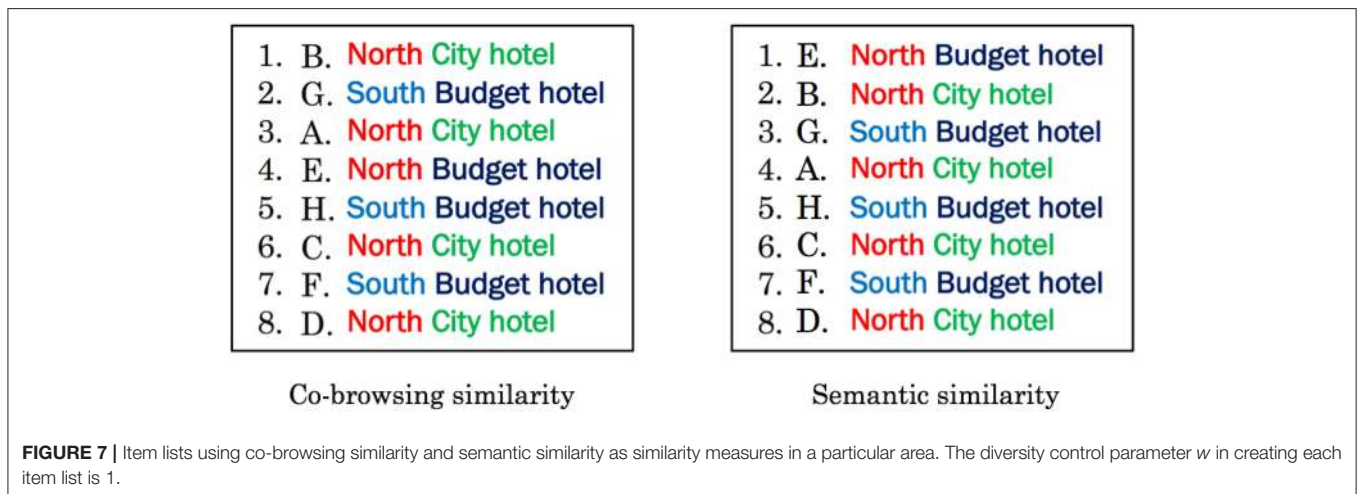 1. B. North City hotel
2. G. South Budget hotel
3. A. North City hotel
4. E. North Budget hotel
5. H. South Budget hotel
6. C. North City hotel
7. F. South Budget hotel
8. D. North City hotel
Co-browsing similarity
1. E. North Budget hotel
2. B. North City hotel
3. G. South Budget hotel
4. A. North City hotel
5. H. South Budget hotel
6. C. North City hotel
7. F. South Budget hotel
8. D. North City hotel
Semantic similarity
FIGURE 7 | Item lists using co-browsing similarity and semantic similarity as similarity measures in a particular area. The diversity control parameter w in creating each
item list is 1.